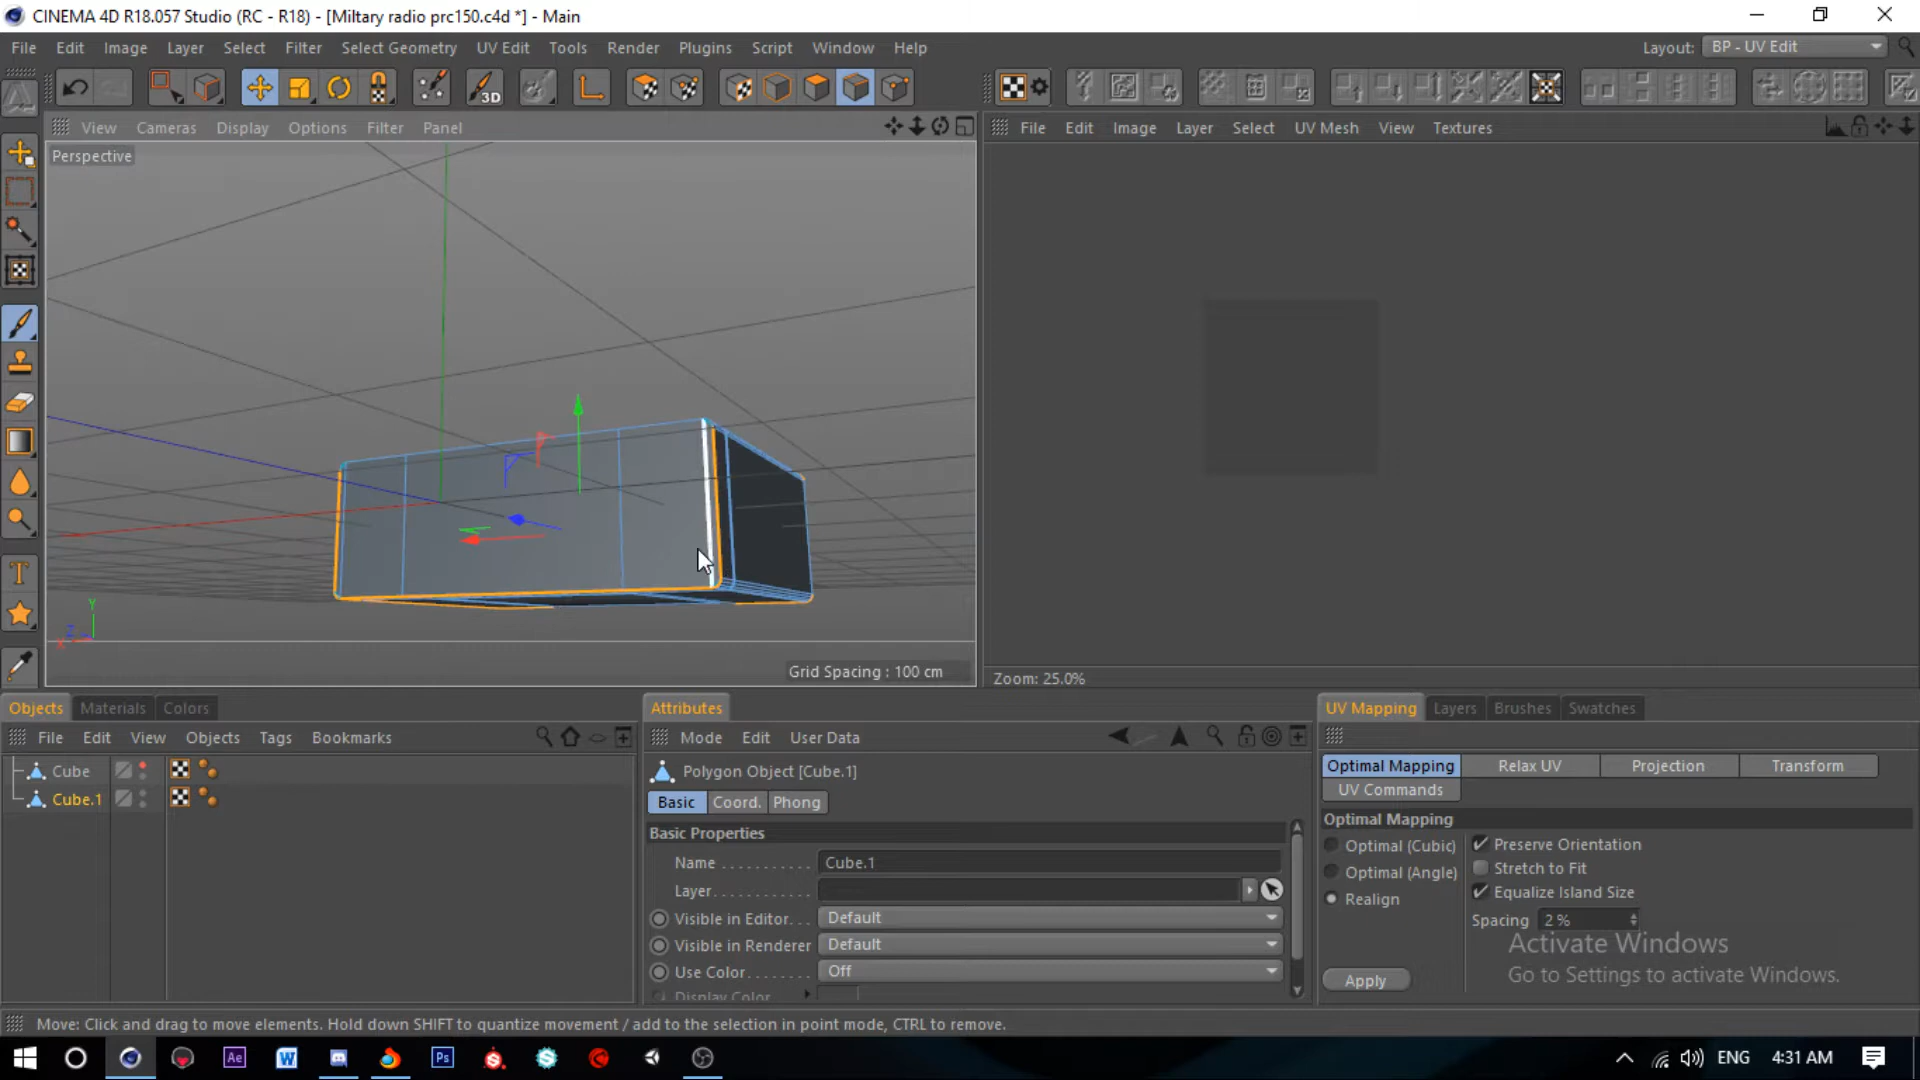 CINEMA 4D R18.057 Studio (RC - R18) - [Miltary radio prc150.c4d *] - Main
File Edit Image Layer Select Filter Select Geometry UV Edit Tools Render Plugins Script Window Help Layout: BP - UV Edit
3D
View Cameras Display Options Filter Panel
File Edit Image Layer Select UV Mesh View Textures
Perspective
Y
Z
X
Grid Spacing : 100 cm
Zoom: 25.0%
Objects Materials Colors
File Edit View Objects Tags Bookmarks
Cube
Cube.1
Attributes
Mode Edit User Data
Polygon Object [Cube.1]
Basic Coord. Phong
Basic Properties
Name . . . . . . . . . . Cube.1
Layer. . . . . . . . . . .
Visible in Editor. . . Default
Visible in Renderer Default
Use Color. . . . . . . . Off
Display Color
UV Mapping Layers Brushes Swatches
Optimal Mapping Relax UV Projection Transform
UV Commands
Optimal Mapping
Optimal (Cubic)
Optimal (Angle)
Realign
Preserve Orientation
Stretch to Fit
Equalize Island Size
Spacing 2 %
Apply
Activate Windows
Go to Settings to activate Windows.
Move: Click and drag to move elements. Hold down SHIFT to quantize movement / add to the selection in point mode, CTRL to remove.
Ae
W
Ps
ENG 4:31 AM